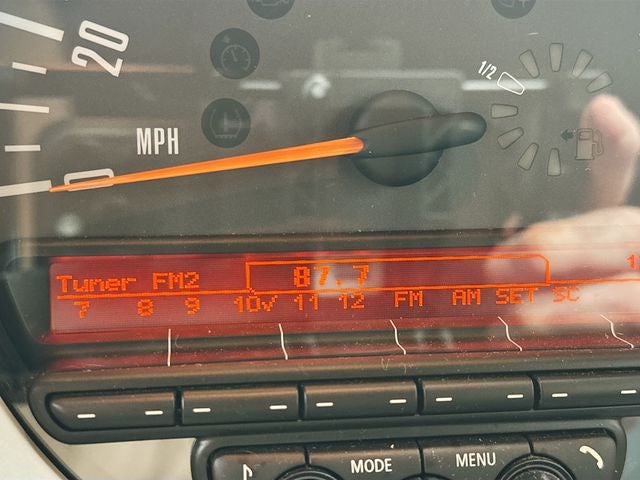 20
1/2
MPH
0
Tuner FM2 87.7
7 8 9 10✓ 11 12 FM AM SET SC
MODE MENU